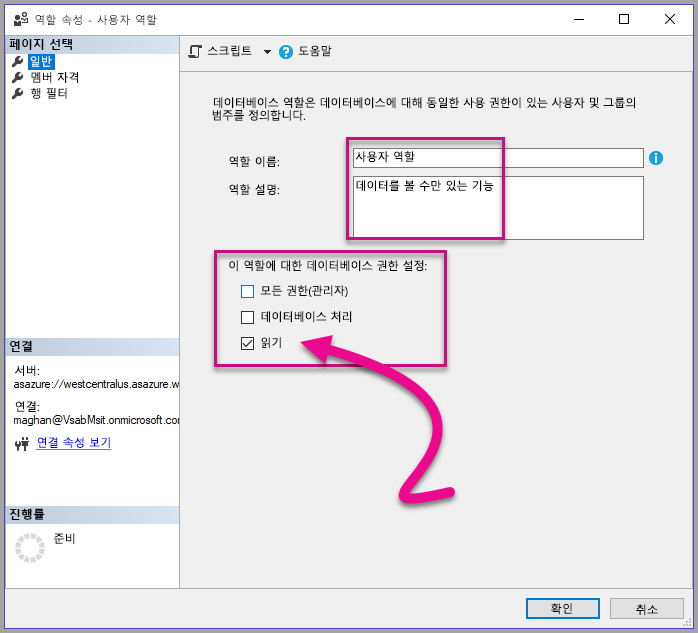 역할 속성 - 사용자 역할
페이지 선택
일반
멤버 자격
행 필터
스크립트
도움말
데이터베이스 역할은 데이터베이스에 대해 동일한 사용 권한이 있는 사용자 및 그룹의
범주를 정의합니다.
역할 이름:
사용자 역할
역할 설명:
데이터를 볼 수만 있는 기능
이 역할에 대한 데이터베이스 권한 설정:
모든 권한(관리자)
데이터베이스 처리
읽기
연결
서버:
asazure://westcentralus.asazure.w
연결:
maghan@VsabMsit.onmicrosoft.co
연결 속성 보기
진행률
준비
확인
취소